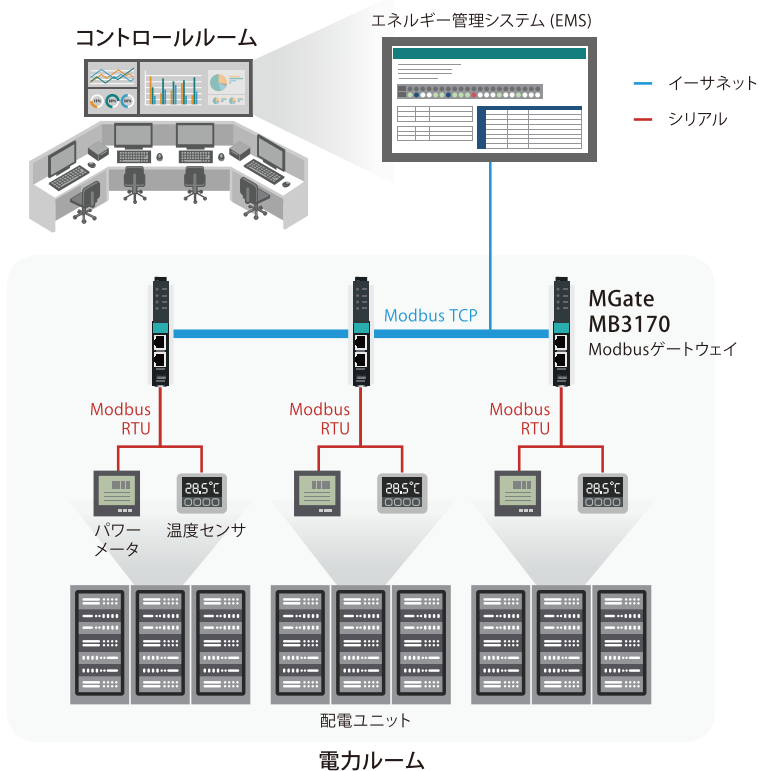 コントロールルーム
エネルギー管理システム (EMS)
イーサネット
シリアル
Modbus TCP
MGate
MB3170
Modbusゲートウェイ
Modbus
RTU
Modbus
RTU
Modbus
RTU
28.5°C
28.5°C
28.5°C
パワー
メータ
温度センサ
配電ユニット
電力ルーム